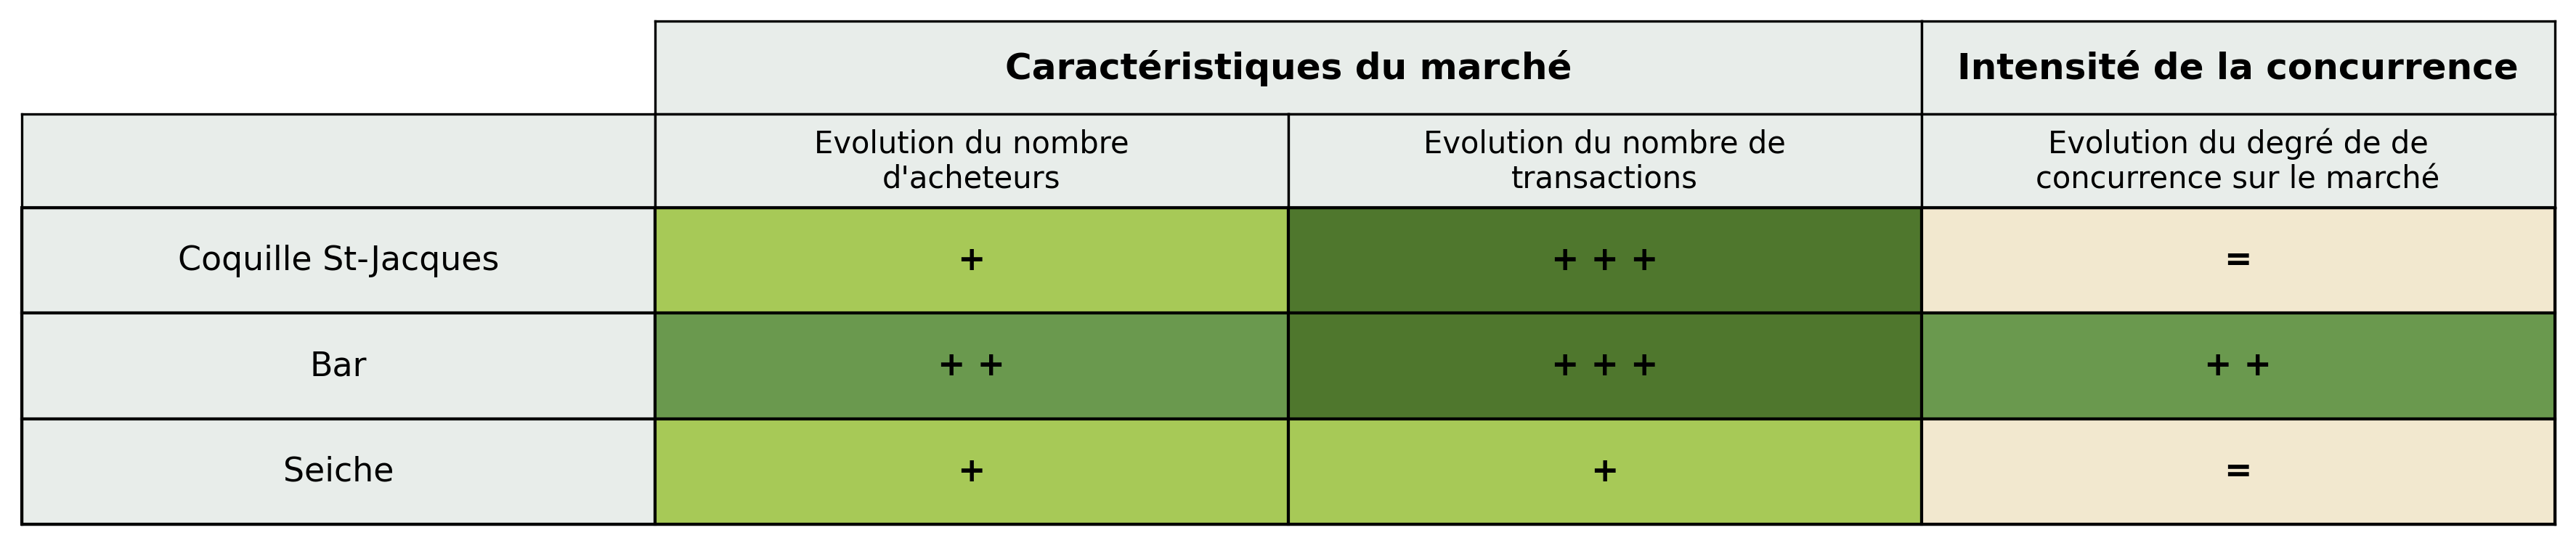 Caractéristiques du marché
Intensité de la concurrence
Evolution du nombre
d'acheteurs
Evolution du nombre de
transactions
Evolution du degré de de
concurrence sur le marché
Coquille St-Jacques
+
+ + +
=
Bar
+ +
+ + +
+ +
Seiche
+
+
=